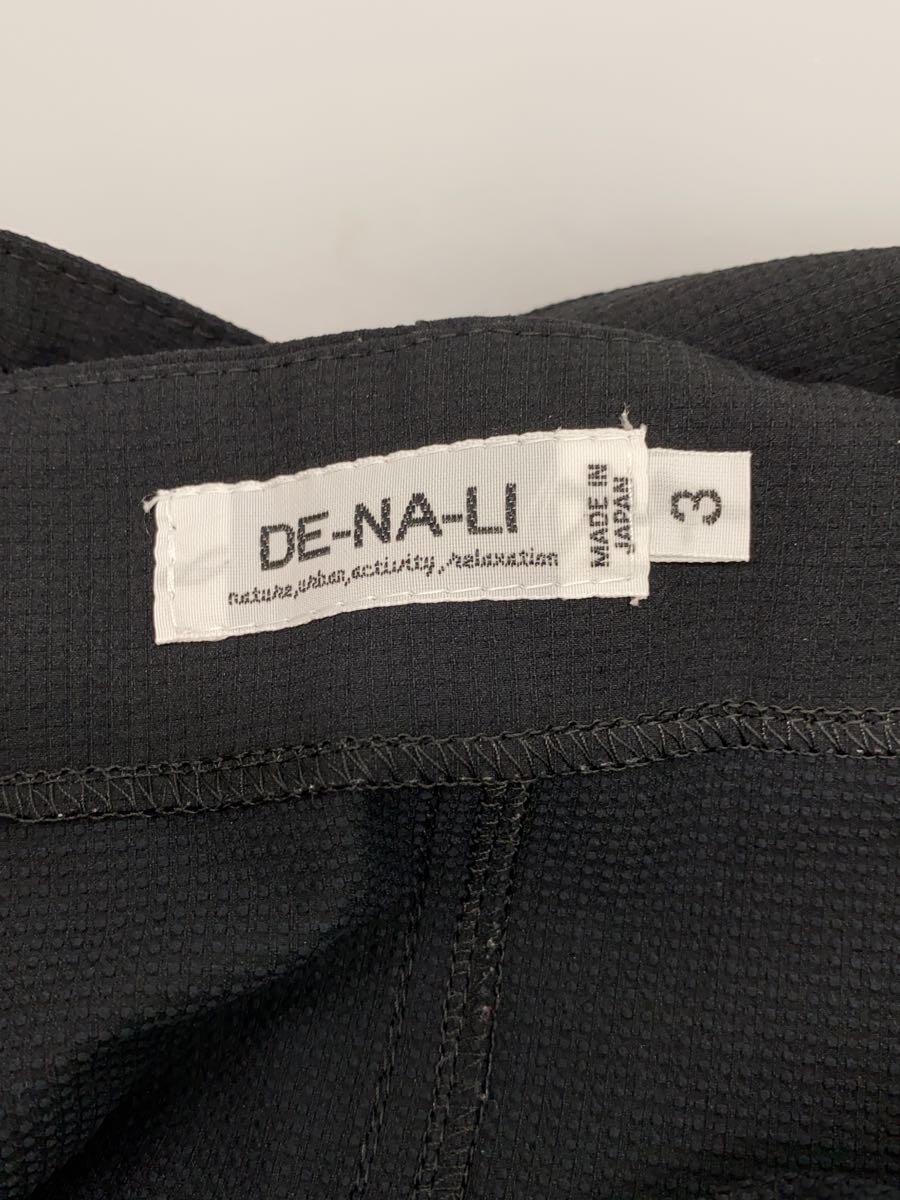 DE-NA-LI
nature,urban,activity,relaxation
MADE IN
JAPAN
3